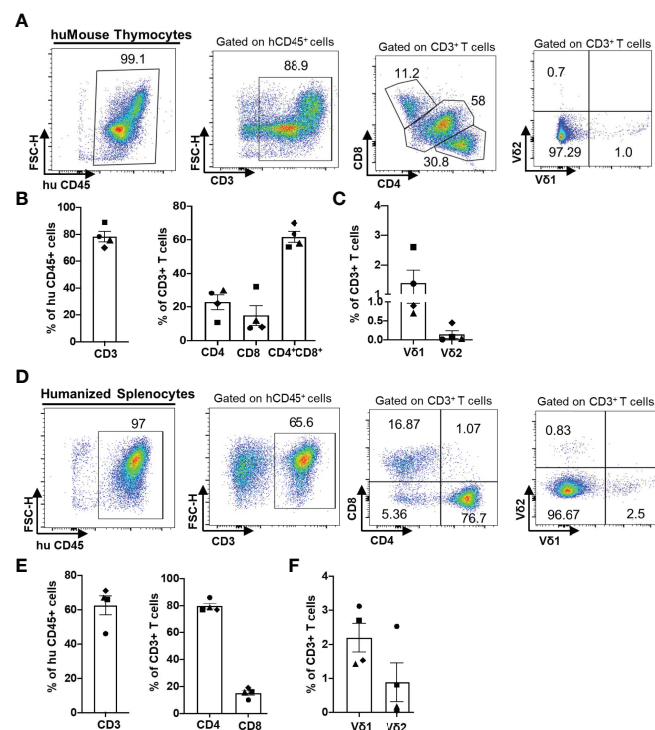 A
huMouse Thymocytes
Gated on hCD45⁺ cells
Gated on CD3⁺ T cells
Gated on CD3⁺ T cells
99.1
88.9
11.2
58
30.8
0.7
97.29
1.0
FSC-H
hu CD45
FSC-H
CD3
CD8
CD4
Vδ2
Vδ1
B
% of hu CD45+ cells
100
80
60
40
20
0
CD3
% of CD3+ T cells
80
60
40
20
0
CD4
CD8
CD4⁺CD8⁺
C
% of CD3+ T cells
4
3
2
1
1.0
0.5
0.0
Vδ1
Vδ2
D
Humanized Splenocytes
Gated on hCD45⁺ cells
Gated on CD3⁺ T cells
Gated on CD3⁺ T cells
97
65.6
16.87
1.07
5.36
76.7
0.83
96.67
2.5
FSC-H
hu CD45
FSC-H
CD3
CD8
CD4
Vδ2
Vδ1
E
% of hu CD45+ cells
80
60
40
20
0
CD3
% of CD3+ T cells
100
80
60
40
20
0
CD4
CD8
F
% of CD3+ T cells
4
3
2
1
0
Vδ1
Vδ2